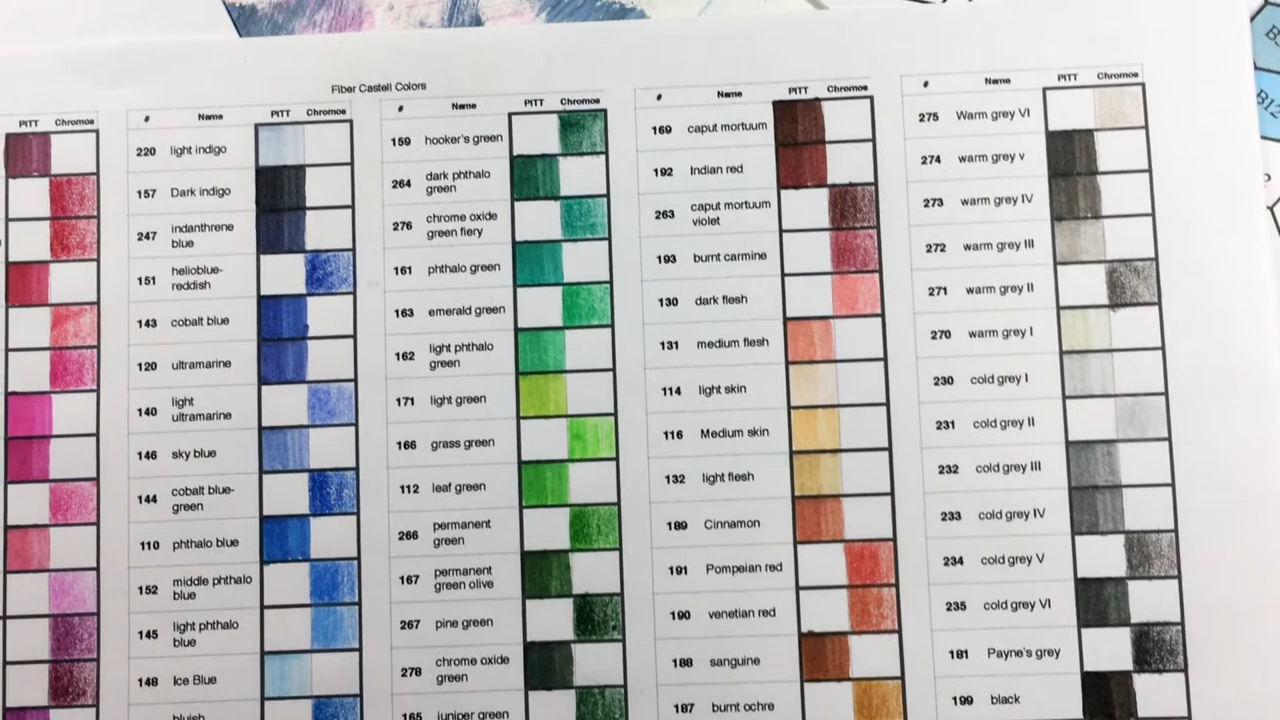 Fiber Castell Colors
PITT Chromoe
# Name PITT Chromoe
220 light indigo
157 Dark indigo
247 indanthrene
blue
151 helioblue-
reddish
143 cobalt blue
120 ultramarine
140 light
ultramarine
146 sky blue
144 cobalt blue-
green
110 phthalo blue
152 middle phthalo
blue
145 light phthalo
blue
148 Ice Blue
bluish
# Name PITT Chromoe
159 hooker's green
264 dark phthalo
green
276 chrome oxide
green fiery
161 phthalo green
163 emerald green
162 light phthalo
green
171 light green
166 grass green
112 leaf green
266 permanent
green
167 permanent
green olive
267 pine green
278 chrome oxide
green
165 juniper green
# Name PITT Chromoe
169 caput mortuum
192 Indian red
263 caput mortuum
violet
193 burnt carmine
130 dark flesh
131 medium flesh
114 light skin
116 Medium skin
132 light flesh
189 Cinnamon
191 Pompeian red
190 venetian red
188 sanguine
187 burnt ochre
# Name PITT Chromoe
275 Warm grey VI
274 warm grey v
273 warm grey IV
272 warm grey III
271 warm grey II
270 warm grey I
230 cold grey I
231 cold grey II
232 cold grey III
233 cold grey IV
234 cold grey V
235 cold grey VI
181 Payne's grey
199 black